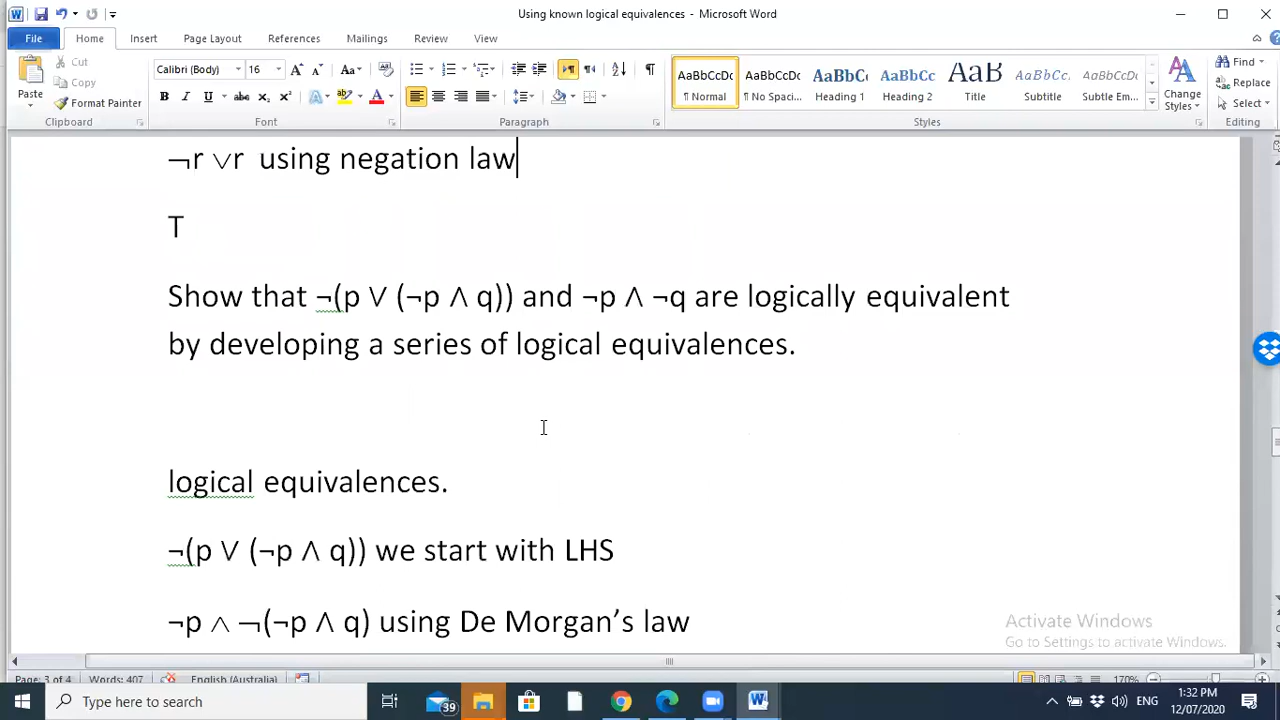 Using known logical equivalences - Microsoft Word
File Home Insert Page Layout References Mailings Review View
Paste
Cut
Copy
Format Painter
Clipboard
Calibri (Body) 16
B I U abc x₂ x² A A
Font
Paragraph
AaBbCcDc AaBbCcDc AaBbC( AaBbCc AaB AaBbCc. AaBbCcDc
¶ Normal ¶ No Spaci... Heading 1 Heading 2 Title Subtitle Subtle Em...
Change Styles
Styles
Find
Replace
Select
Editing
¬r ∨r using negation law
T
Show that ¬(p ∨ (¬p ∧ q)) and ¬p ∧ ¬q are logically equivalent
by developing a series of logical equivalences.
logical equivalences.
¬(p ∨ (¬p ∧ q)) we start with LHS
¬p ∧ ¬(¬p ∧ q) using De Morgan’s law
Activate Windows
Go to Settings to activate Windows.
Page: 3 of 4 Words: 407 English (Australia) 170%
Type here to search
39
ENG
1:32 PM
12/07/2020